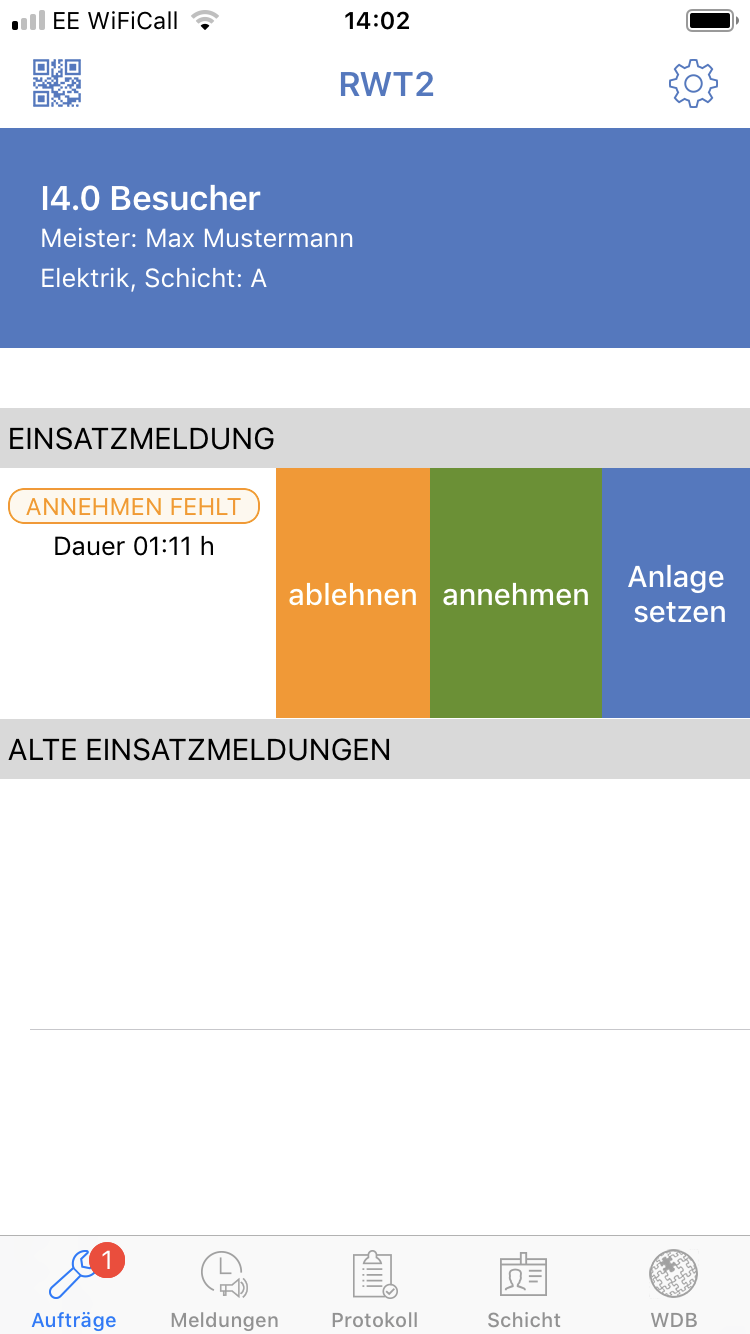 EE WiFiCall
14:02
RWT2
I4.0 Besucher
Meister: Max Mustermann
Elektrik, Schicht: A
EINSATZMELDUNG
ANNEHMEN FEHLT
Dauer 01:11 h
ablehnen
annehmen
Anlage
setzen
ALTE EINSATZMELDUNGEN
1
Aufträge
Meldungen
Protokoll
Schicht
WDB